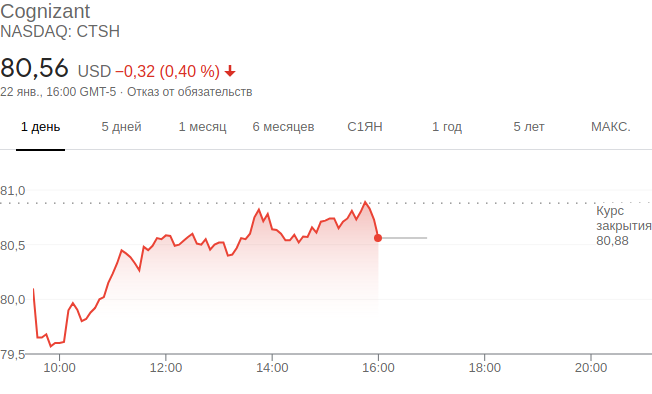 Cognizant
NASDAQ: CTSH
80,56 USD −0,32 (0,40 %)
22 янв., 16:00 GMT-5 · Отказ от обязательств
1 день 5 дней 1 месяц 6 месяцев С1ЯН 1 год 5 лет МАКС.
81,0
Курс
закрытия
80,88
80,5
80,0
79,5
10:00 12:00 14:00 16:00 18:00 20:00